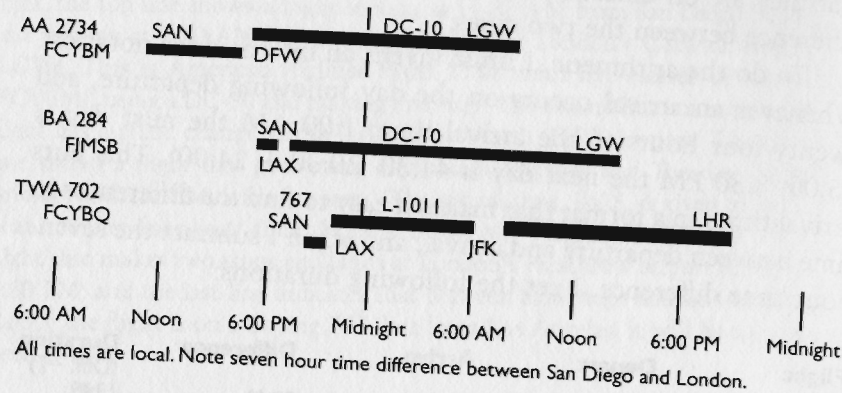 AA 2734
FCYBM
SAN
DFW
DC-10
LGW
BA 284
FJMSB
SAN
LAX
DC-10
LGW
TWA 702
FCYBQ
767
SAN
LAX
L-1011
JFK
LHR
6:00 AM
Noon
6:00 PM
Midnight
6:00 AM
Noon
6:00 PM
Midnight
All times are local. Note seven hour time difference between San Diego and London.